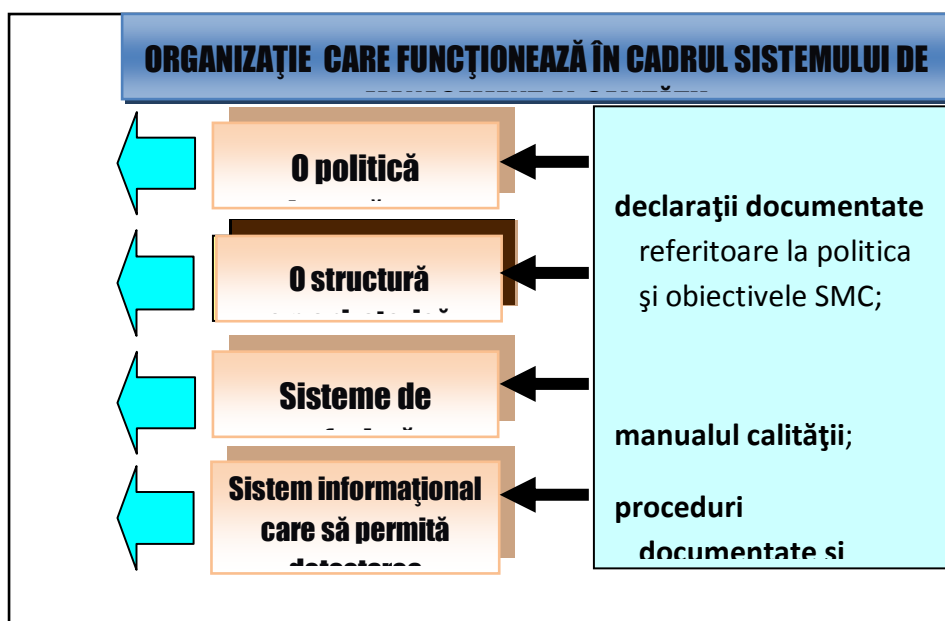 ORGANIZAŢIE CARE FUNCŢIONEAZĂ ÎN CADRUL SISTEMULUI DE
O politică
O structură
Sisteme de
Sistem informaţional
care să permită
declaraţii documentate
referitoare la politica
şi obiectivele SMC;
manualul calităţii;
proceduri
documentate si